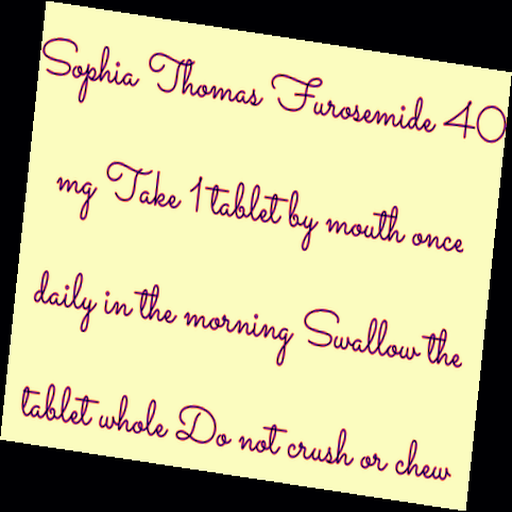 Sophia Thomas Furosemide 40
mg Take 1 tablet by mouth once
daily in the morning Swallow the
tablet whole Do not crush or chew